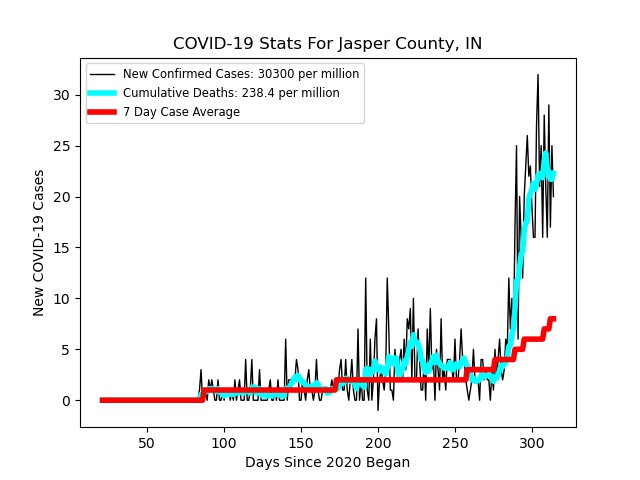 COVID-19 Stats For Jasper County, IN
New Confirmed Cases: 30300 per million
Cumulative Deaths: 238.4 per million
7 Day Case Average
30
25
20
15
10
5
0
New COVID-19 Cases
50 100 150 200 250 300
Days Since 2020 Began